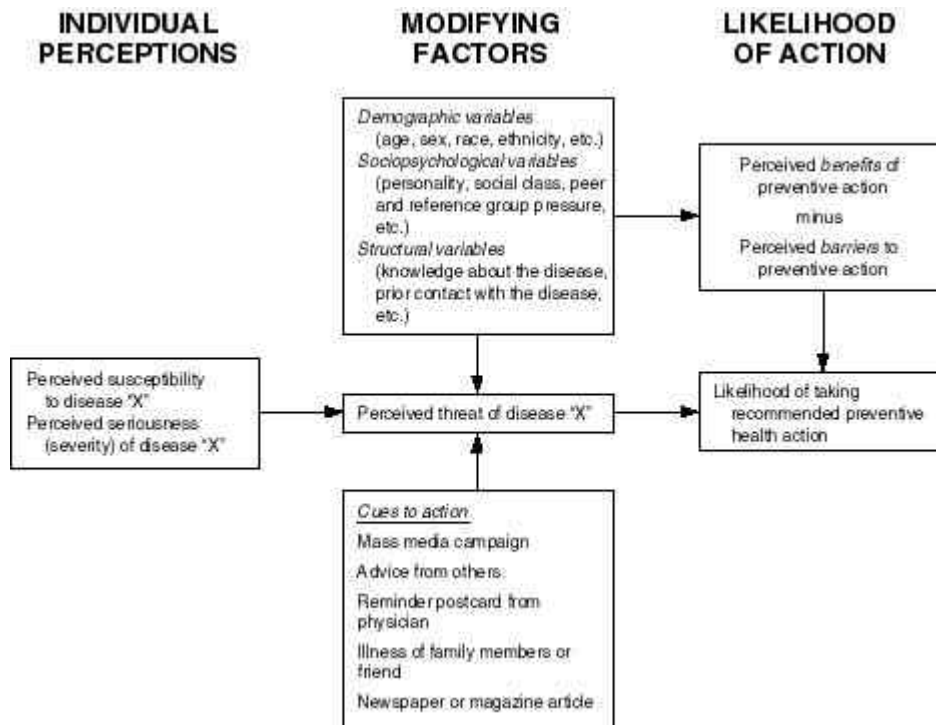 INDIVIDUAL
PERCEPTIONS
MODIFYING
FACTORS
LIKELIHOOD
OF ACTION
Demographic variables
(age, sex, race, ethnicity, etc.)
Sociopsychological variables
(personality, social class, peer
and reference group pressure,
etc.)
Structural variables
(knowledge about the disease,
prior contact with the disease,
etc.)
Perceived benefits of
preventive action
minus
Perceived barriers to
preventive action
Perceived susceptibility
to disease "X"
Perceived seriousness
(severity) of disease "X"
Perceived threat of disease "X"
Likelihood of taking
recommended preventive
health action
Cues to action
Mass media campaign
Advice from others
Reminder postcard from
physician
Illness of family members or
friend
Newspaper or magazine article